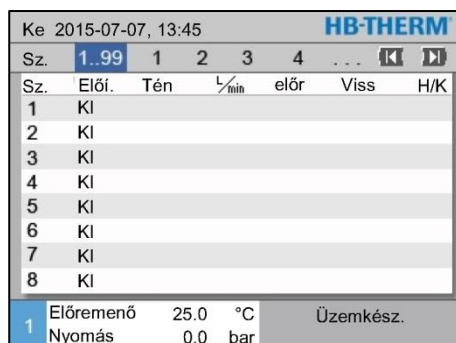 Ke 2015-07-07, 13:45 HB-THERM
Sz. 1..99 1 2 3 4 ...
Sz. Előí. Tén L/min előr Viss H/K
1 KI
2 KI
3 KI
4 KI
5 KI
6 KI
7 KI
8 KI
1 Előremenő 25.0 °C Üzemkész.
Nyomás 0.0 bar